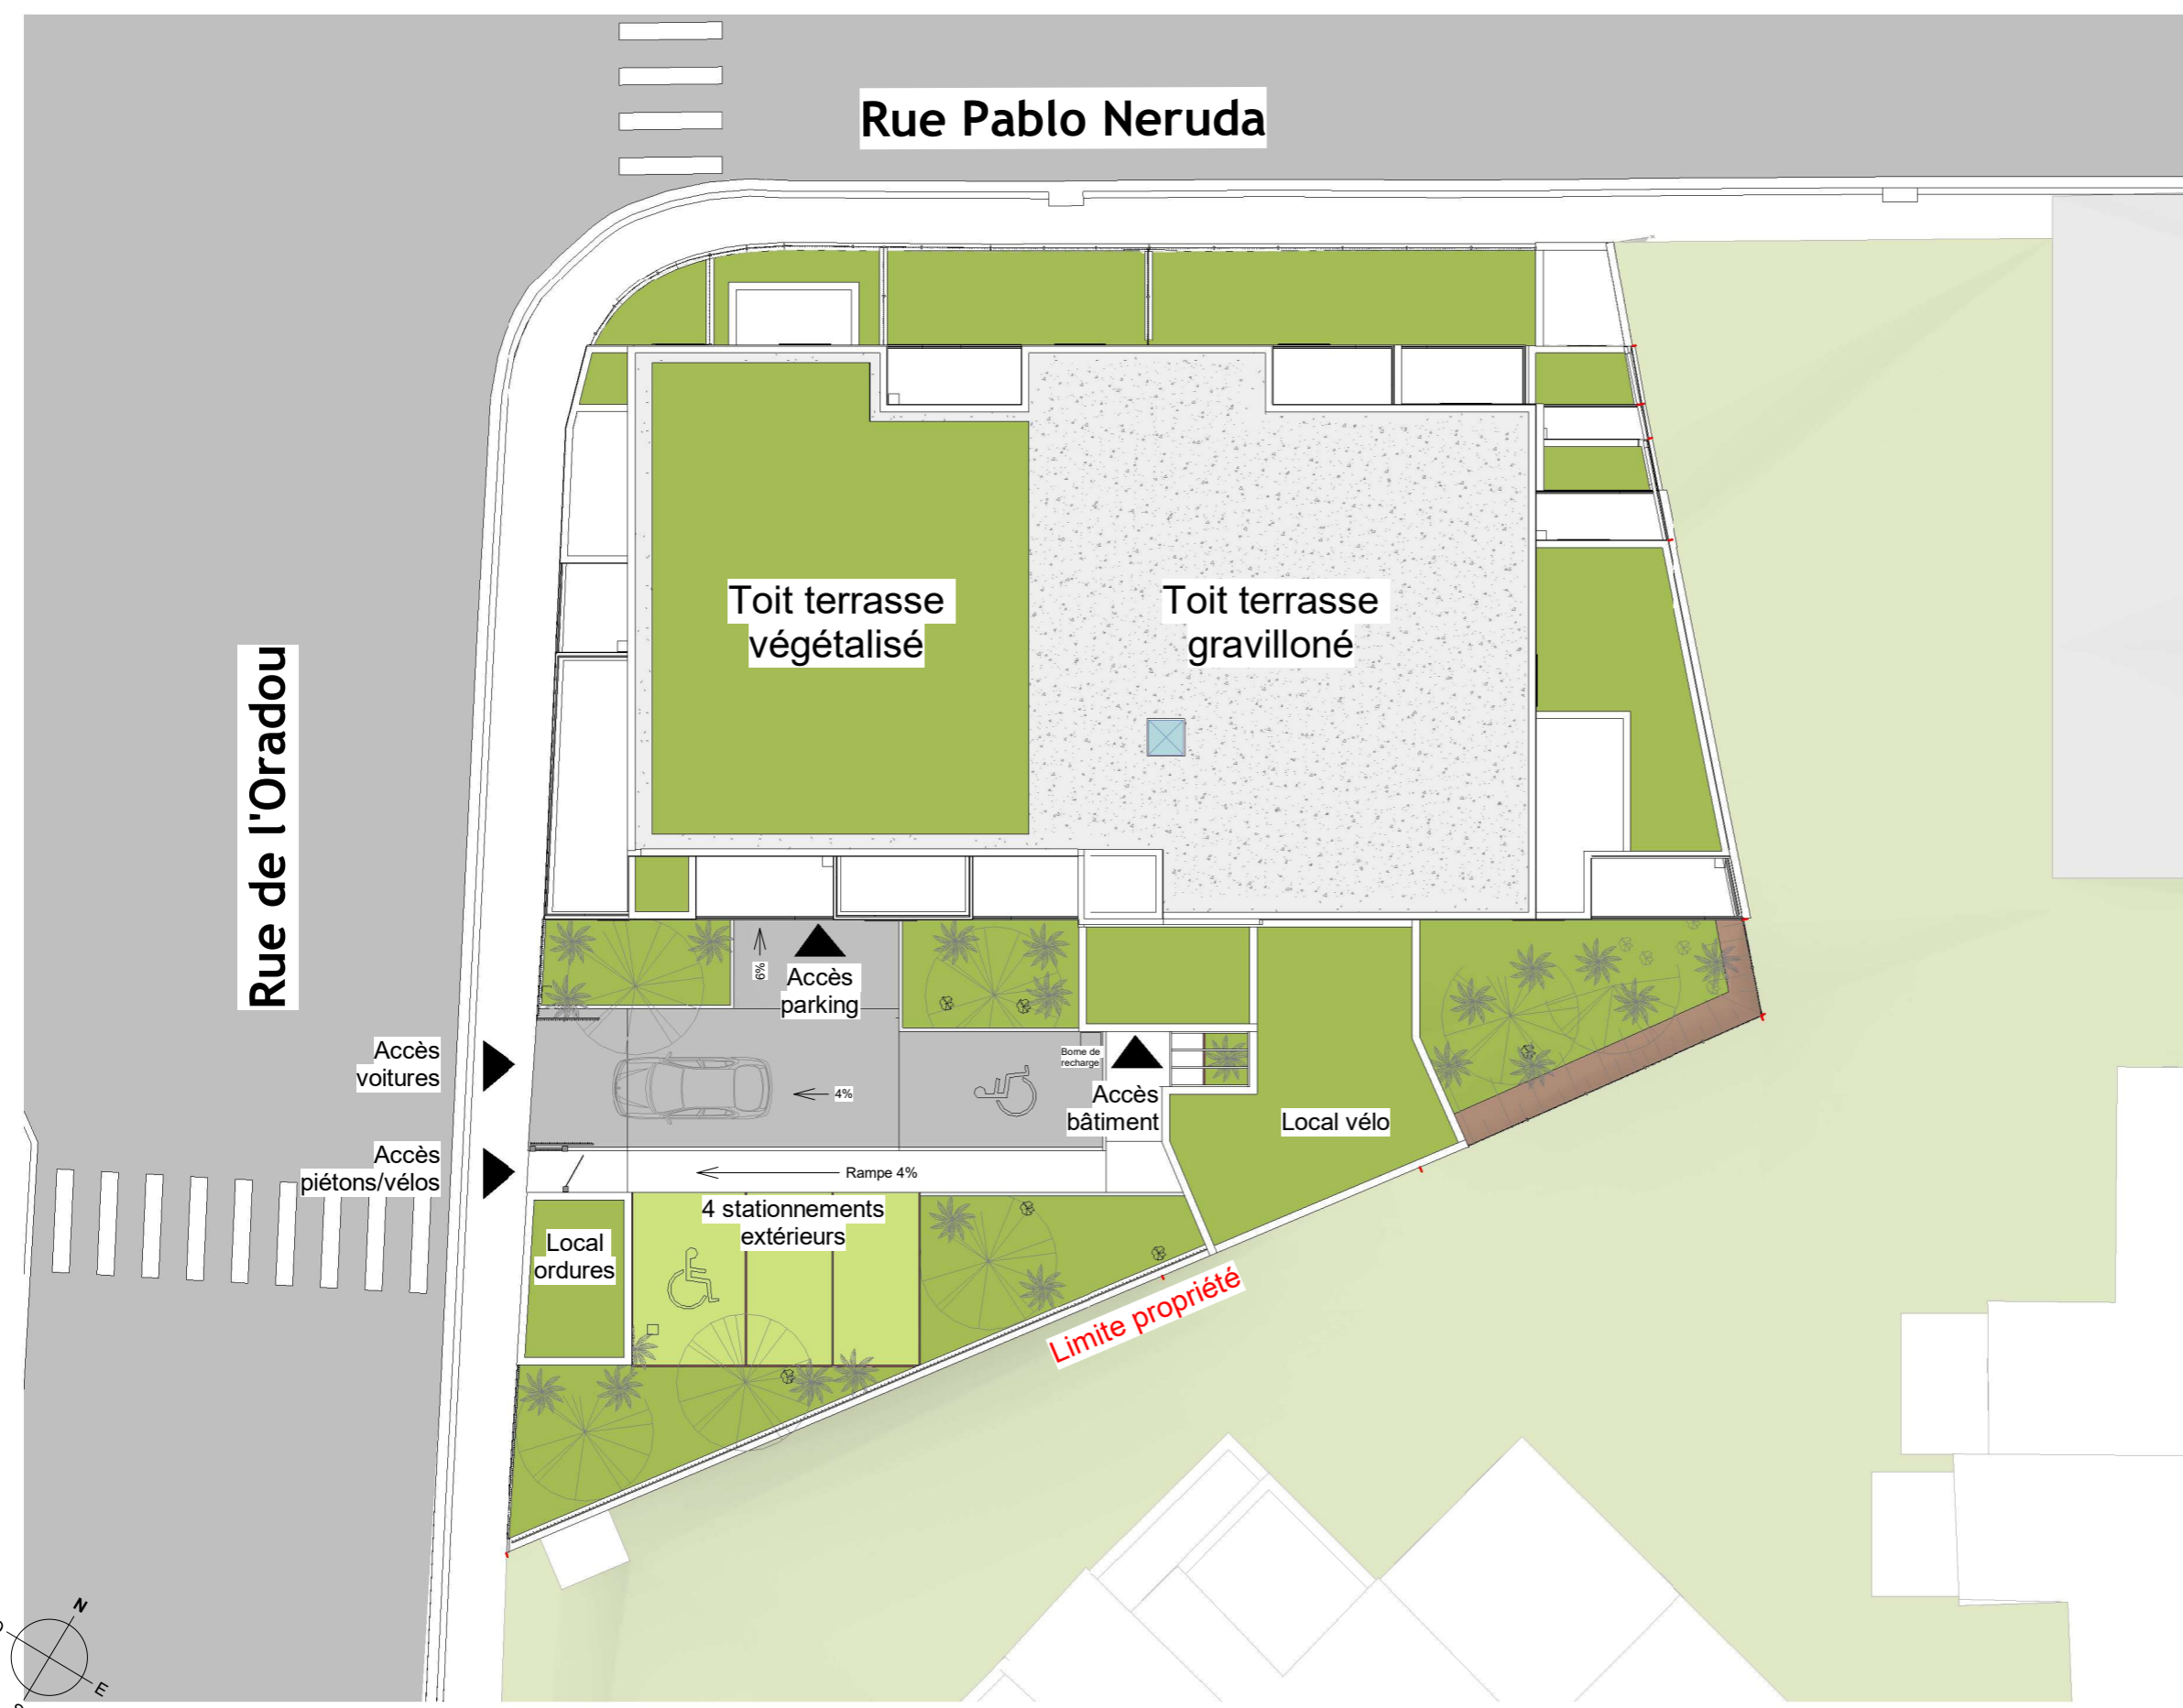 Rue Pablo Neruda
Toit terrasse
végétalisé
Toit terrasse
gravilloné
Rue de l'Oradou
6%
Accès
parking
Accès
voitures
4%
Borne de
recharge
Accès
bâtiment
Local vélo
Accès
piétons/vélos
Rampe 4%
4 stationnements
extérieurs
Local
ordures
Limite propriété
N
E